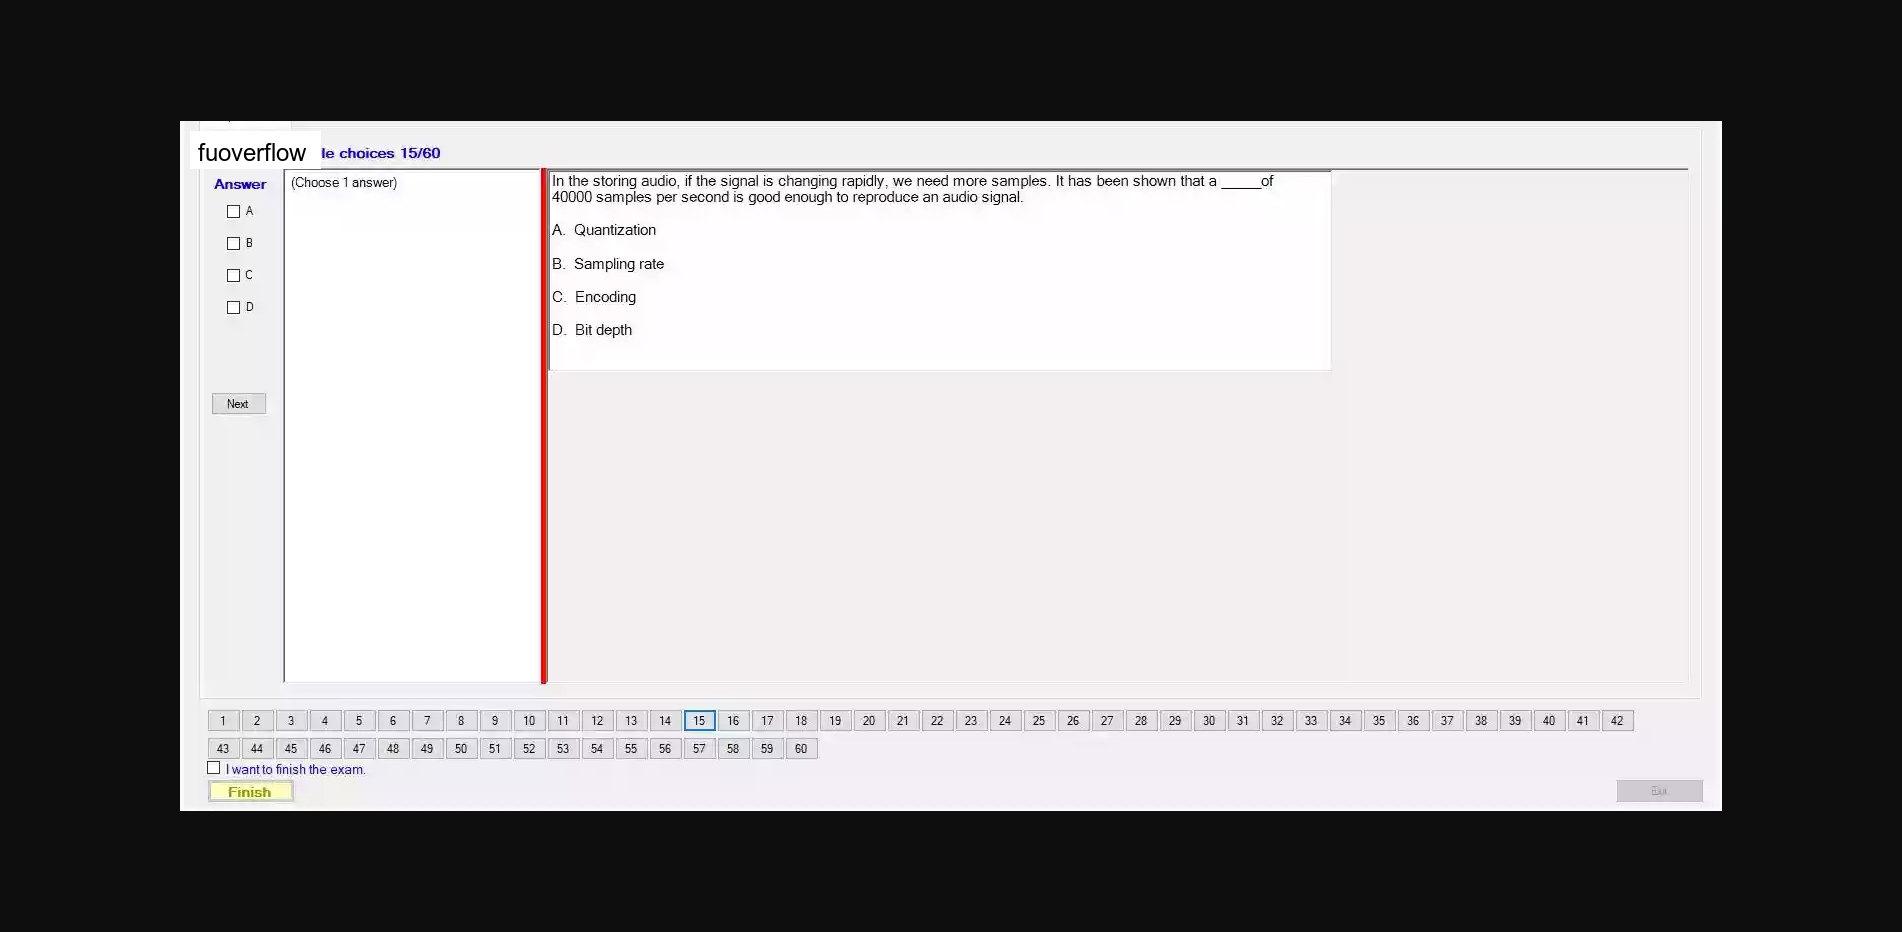 fuoverflow
le choices 15/60
Answer
(Choose 1 answer)
A
B
C
D
Next
In the storing audio, if the signal is changing rapidly, we need more samples. It has been shown that a _____of
40000 samples per second is good enough to reproduce an audio signal.
A. Quantization
B. Sampling rate
C. Encoding
D. Bit depth
1 2 3 4 5 6 7 8 9 10 11 12 13 14 15 16 17 18 19 20 21 22 23 24 25 26 27 28 29 30 31 32 33 34 35 36 37 38 39 40 41 42
43 44 45 46 47 48 49 50 51 52 53 54 55 56 57 58 59 60
I want to finish the exam.
Finish
Exit